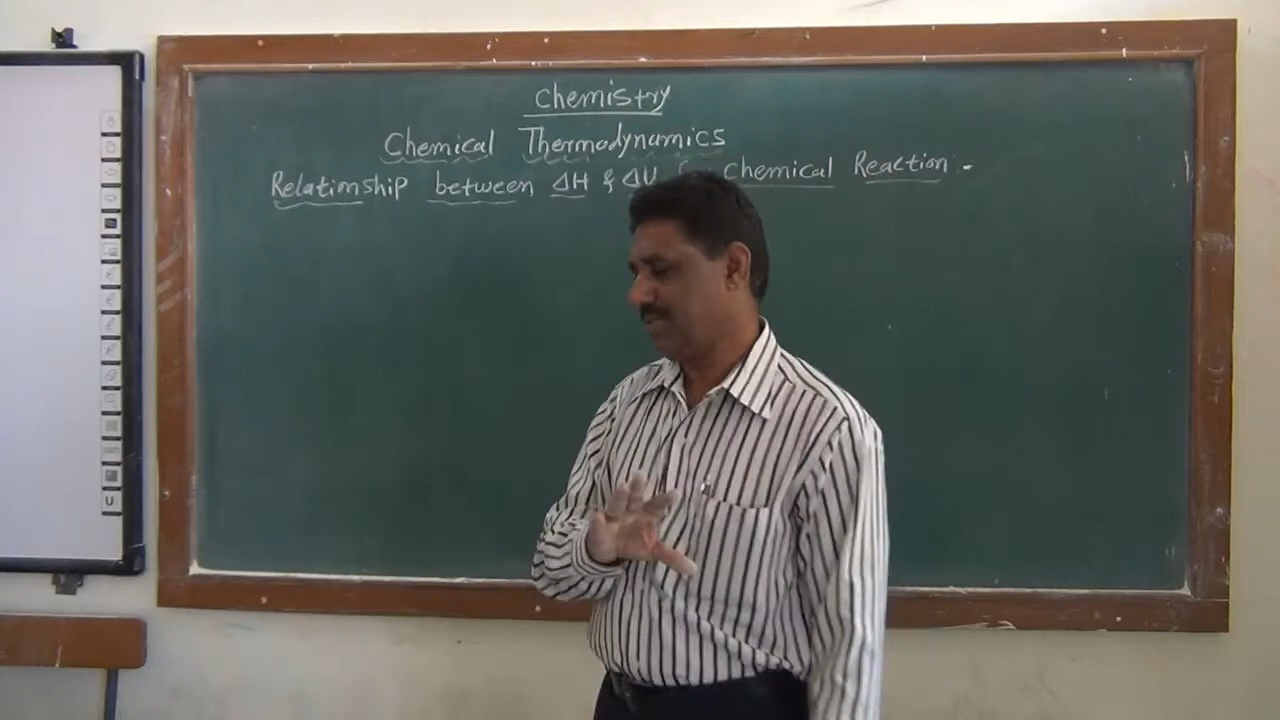 Chemistry
Chemical Thermodynamics
Relationship between ΔH & ΔU Chemical Reaction -